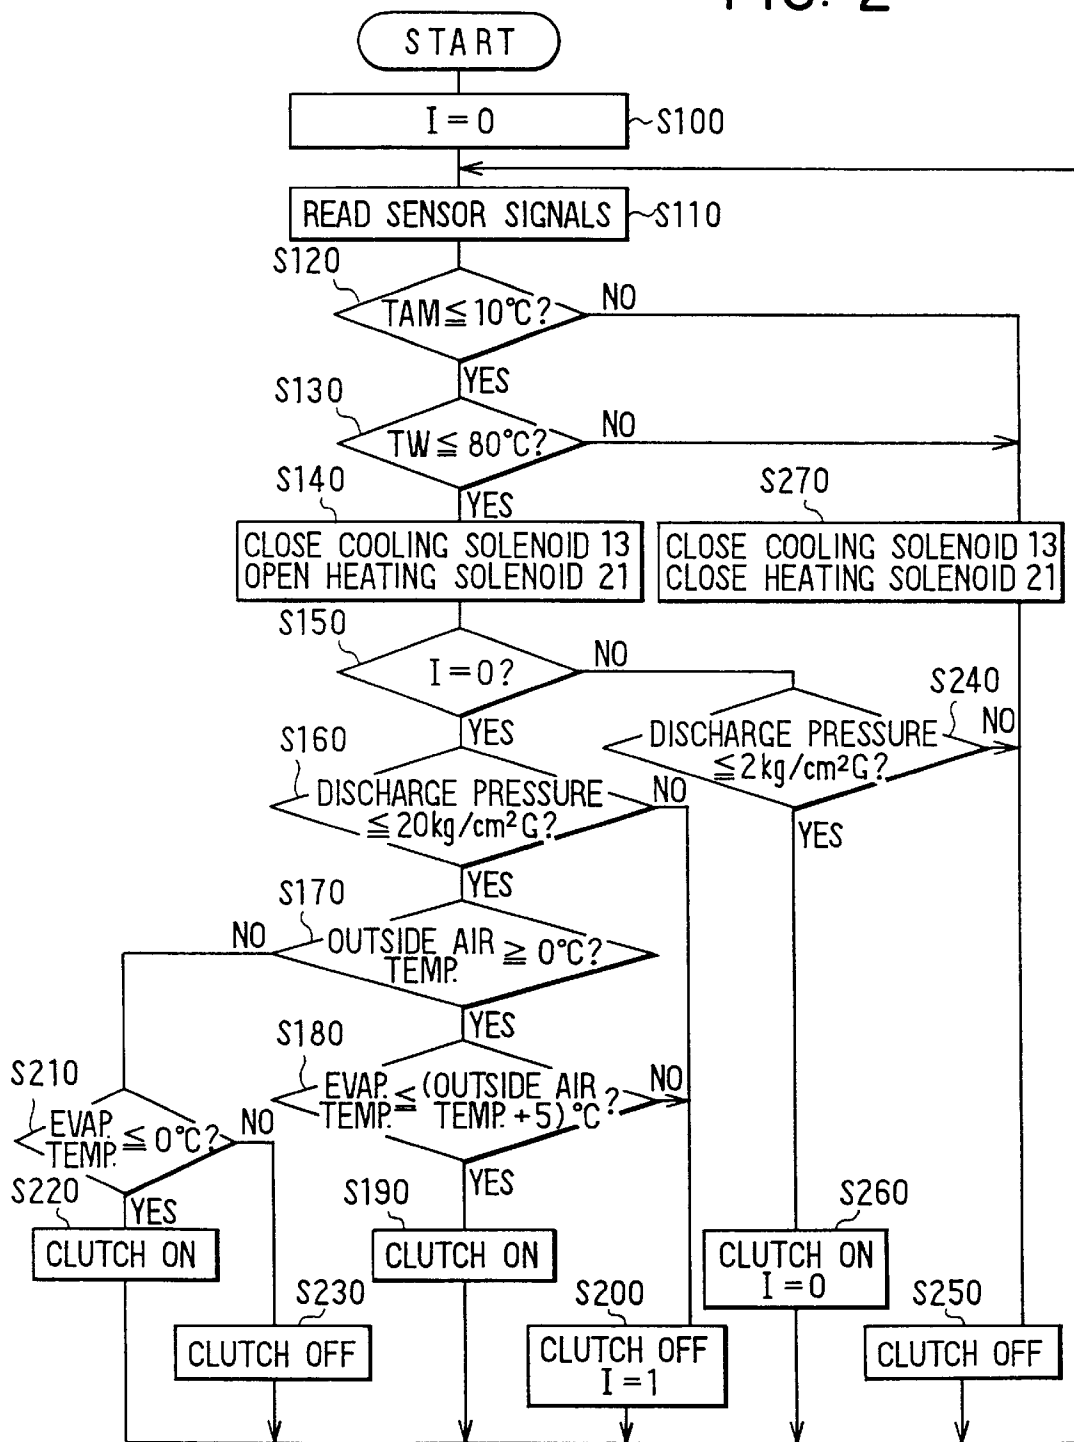 FIG. 2
START
I=0
S100
READ SENSOR SIGNALS
S110
S120
TAM≦10°C?
NO
YES
S130
TW≦80°C?
NO
YES
S140
CLOSE COOLING SOLENOID 13
OPEN HEATING SOLENOID 21
S270
CLOSE COOLING SOLENOID 13
CLOSE HEATING SOLENOID 21
S150
I=0?
NO
YES
S240
DISCHARGE PRESSURE
≦2kg/cm²G?
NO
YES
S160
DISCHARGE PRESSURE
≦20kg/cm²G?
NO
YES
S170
OUTSIDE AIR
TEMP. ≧ 0°C?
NO
YES
S180
EVAP. ≦ (OUTSIDE AIR
TEMP. TEMP. +5)°C ?
NO
YES
S210
EVAP.
TEMP. ≦ 0°C?
NO
YES
S220
CLUTCH ON
S190
CLUTCH ON
S260
CLUTCH ON
I=0
S230
CLUTCH OFF
S200
CLUTCH OFF
I=1
S250
CLUTCH OFF